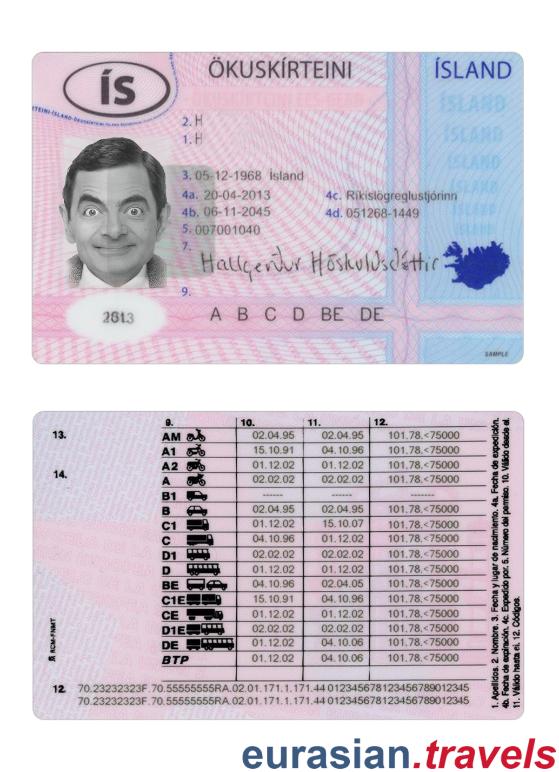 ÍS
ÖKUSKÍRTEINI
ÍSLAND
ÍSLAND
ÍSLAND
ÍSLAND
ÍSLAND
ÍSLAND
ÍSLAND
2. H
1. H
3. 05-12-1968 Ísland
4a. 20-04-2013 4c. Ríkislögreglustjórinn
4b. 06-11-2045 4d. 051268-1449
5. 007001040
7.
Hallgerður Höskuldsdóttir
9.
A B C D BE DE
2013
SAMPLE
9. 10. 11. 12.
13.
AM 02.04.95 02.04.95 101.78.<75000
A1 15.10.91 04.10.96 101.78.<75000
14.
A2 01.12.02 01.12.02 101.78.<75000
A 02.02.02 02.02.02 101.78.<75000
B1 ------ ------ ------------
B 02.04.95 02.04.95 101.78.<75000
C1 01.12.02 15.10.07 101.78.<75000
C 04.10.96 01.12.02 101.78.<75000
D1 02.02.02 02.02.02 101.78.<75000
D 01.12.02 01.12.02 101.78.<75000
BE 04.10.96 02.04.05 101.78.<75000
C1E 15.10.91 04.10.96 101.78.<75000
CE 01.12.02 01.12.02 101.78.<75000
D1E 02.02.02 02.02.02 101.78.<75000
DE 01.12.02 04.10.06 101.78.<75000
BTP 01.12.02 04.10.06 101.78.<75000
RCM-FNMT
1. Apellidos. 2. Nombre. 3. Fecha y lugar de nacimiento. 4a. Fecha de expedición.
4b. Fecha de expiración. 4c. Expedido por. 5. Número del permiso. 10. Válido desde el.
11. Válido hasta el. 12. Códigos.
12. 70.23232323F.70.55555555RA.02.01.171.1.171.44 012345678123456789012345
70.23232323F.70.55555555RA.02.01.171.1.171.44 012345678123456789012345
eurasian.travels